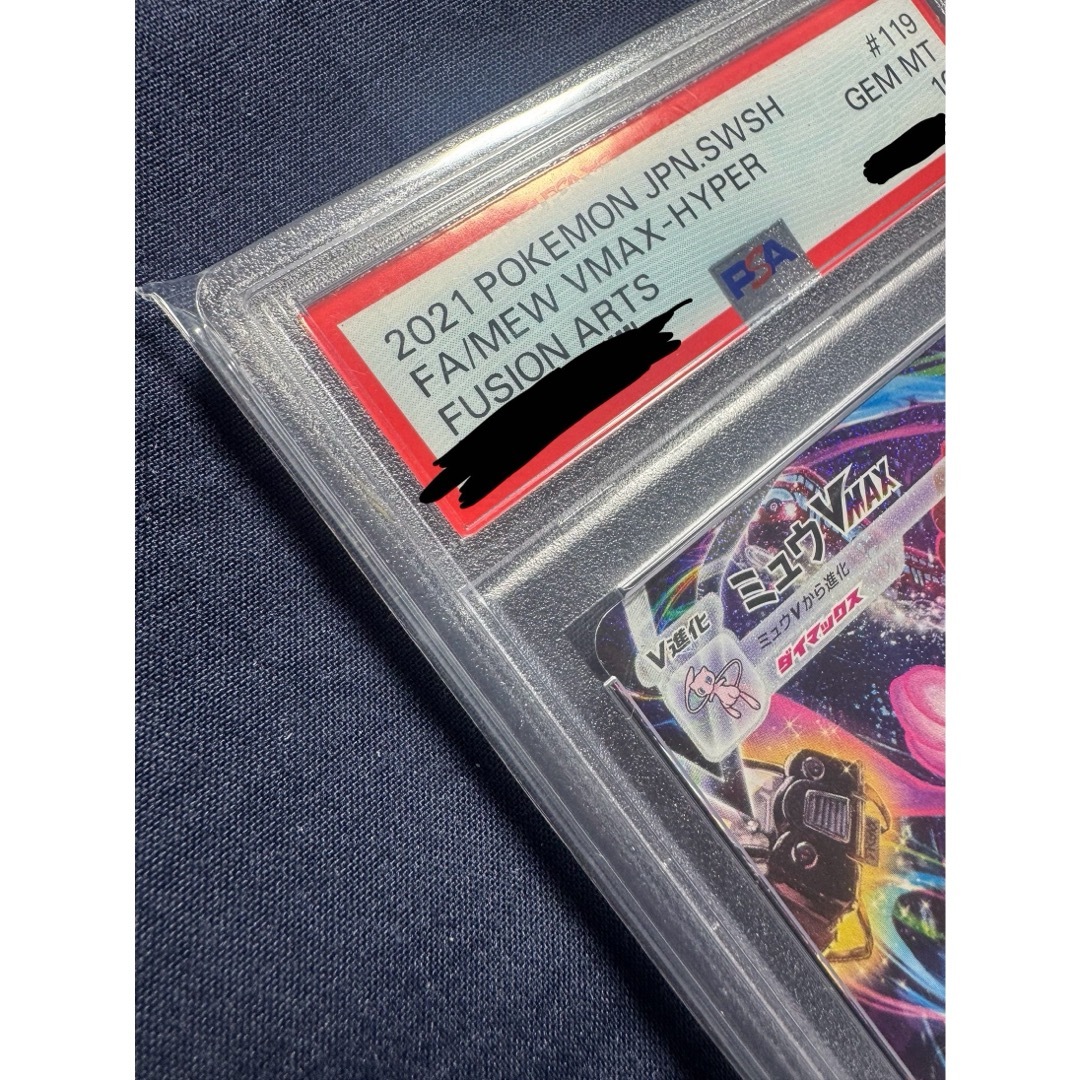 2021 POKEMON JPN.SWSH
#119
FA/MEW VMAX-HYPER
GEM MT
FUSION ARTS
PSA
V進化
ミュウVMAX
ミュウVから進化
ダイマックス